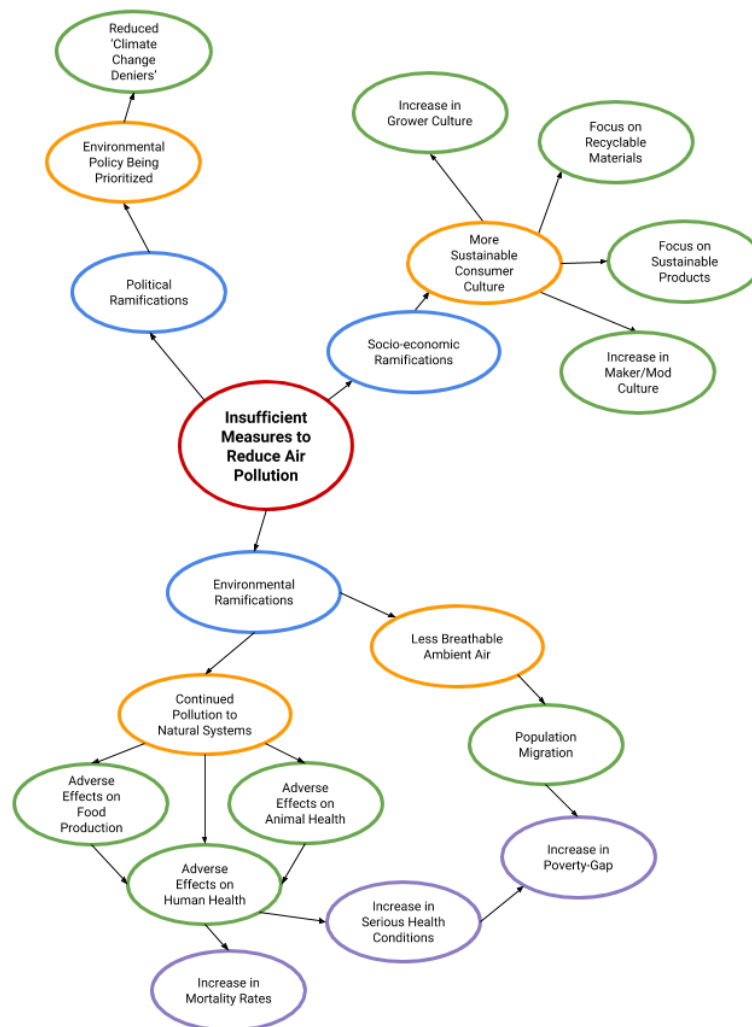 Reduced
'Climate
Change
Deniers'
Environmental
Policy Being
Prioritized
Political
Ramifications
Increase in
Grower Culture
Focus on
Recyclable
Materials
More
Sustainable
Consumer
Culture
Focus on
Sustainable
Products
Socio-economic
Ramifications
Increase in
Maker/Mod
Culture
Insufficient
Measures to
Reduce Air
Pollution
Environmental
Ramifications
Less Breathable
Ambient Air
Continued
Pollution to
Natural Systems
Population
Migration
Adverse
Effects on
Food
Production
Adverse
Effects on
Animal Health
Adverse
Effects on
Human Health
Increase in
Poverty-Gap
Increase in
Serious Health
Conditions
Increase in
Mortality Rates